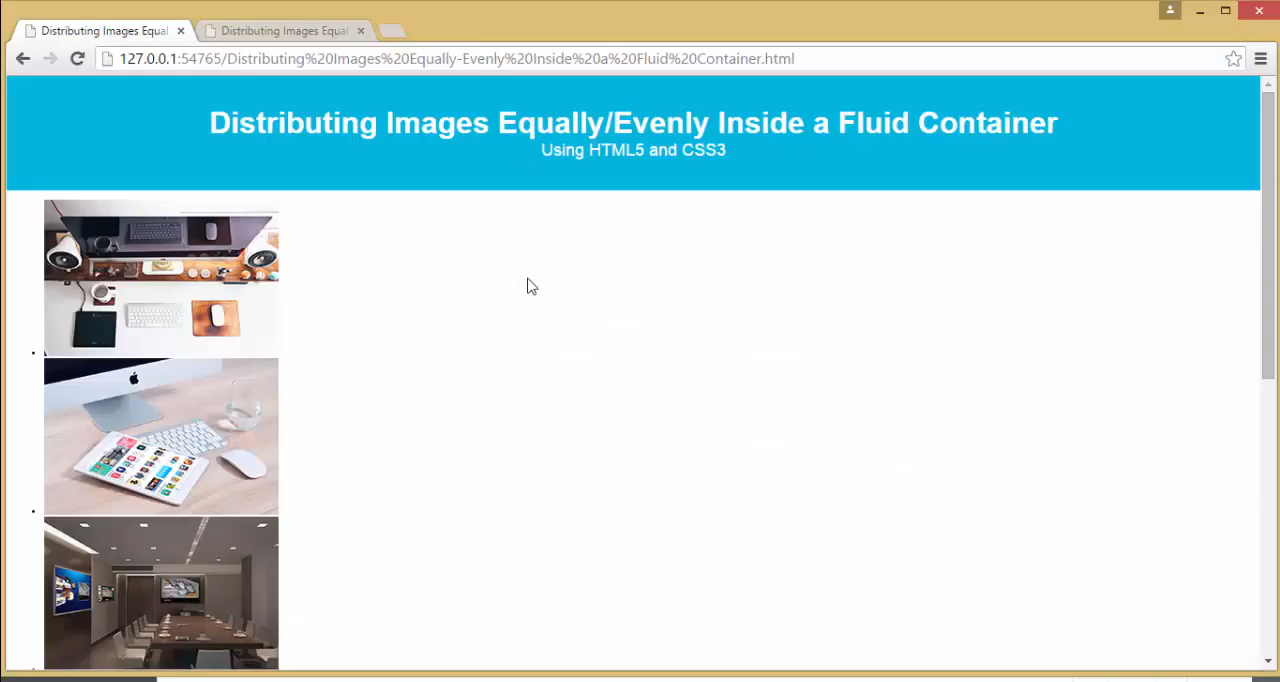 Distributing Images Equal
Distributing Images Equal
127.0.0.1:54765/Distributing%20Images%20Equally-Evenly%20Inside%20a%20Fluid%20Container.html
Distributing Images Equally/Evenly Inside a Fluid Container
Using HTML5 and CSS3